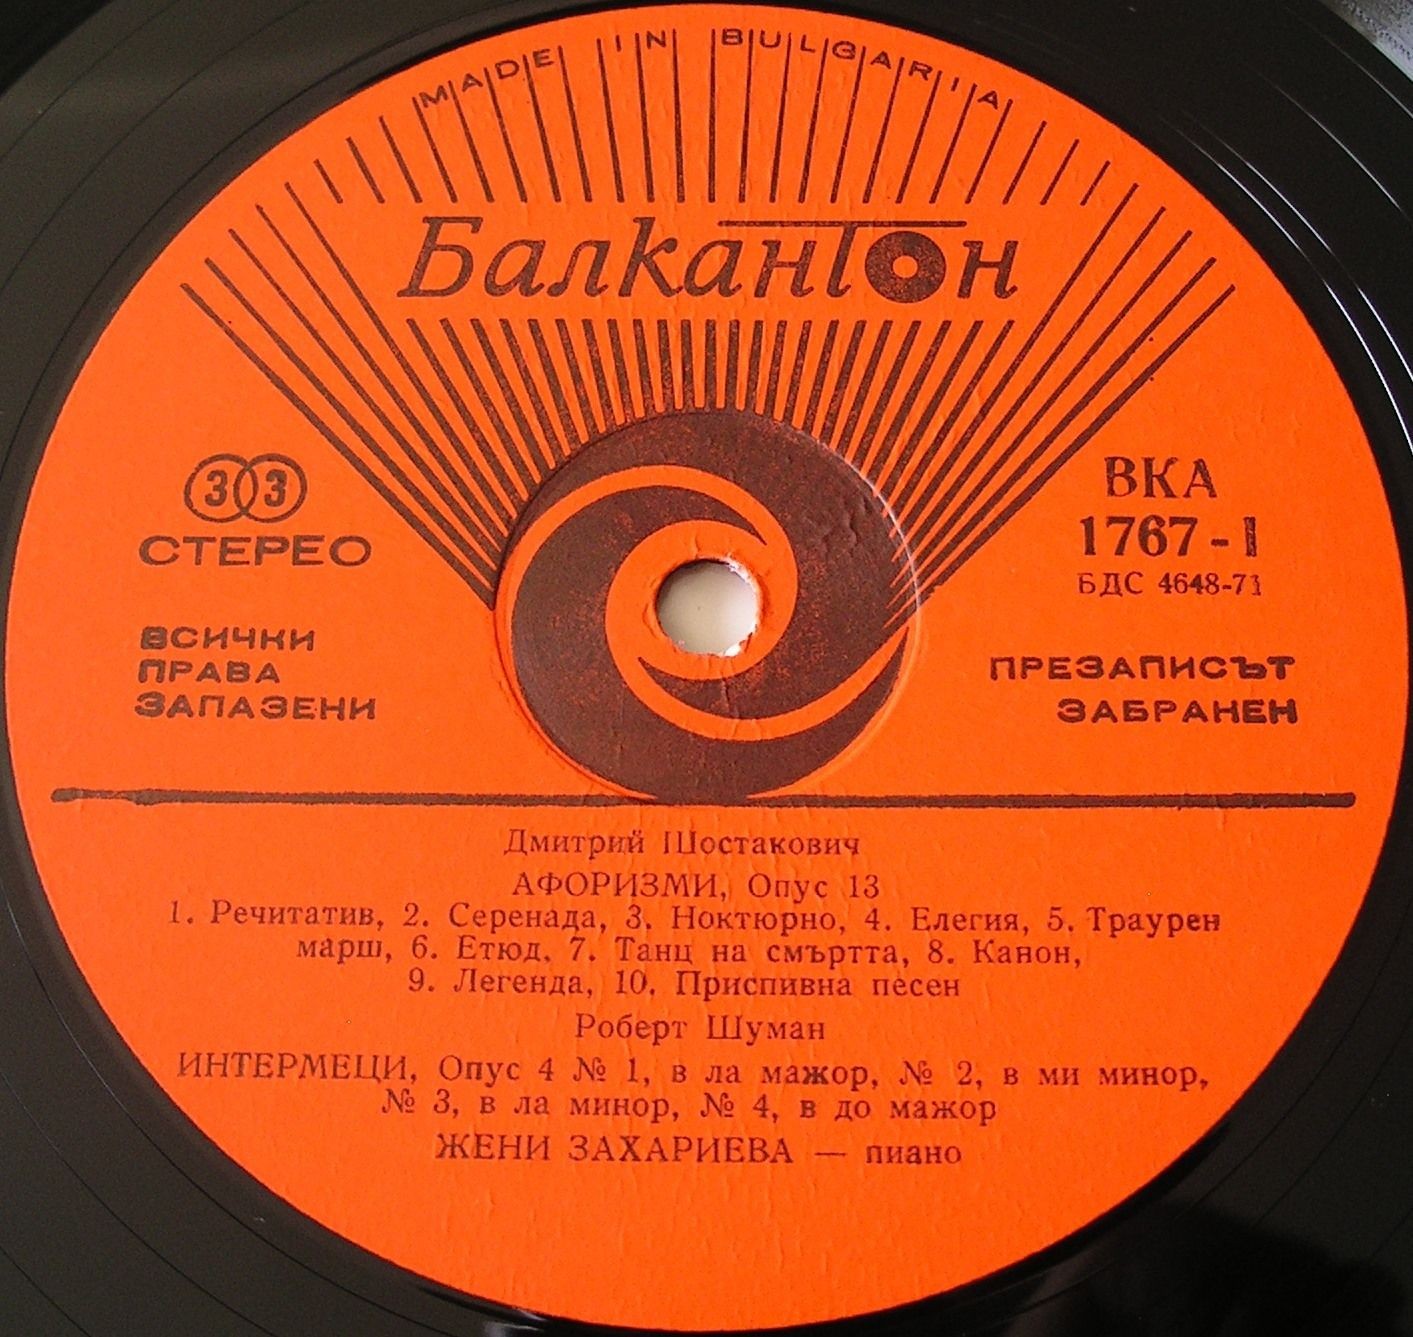 MADE IN BULGARIA
Балкантон
33
СТЕРЕО
ВСИЧКИ
ПРАВА
ЗАПАЗЕНИ
ВКА
1767-I
БДС 4648-71
ПРЕЗАПИСЪТ
ЗАБРАНЕН
Дмитрий Шостакович
АФОРИЗМИ, Опус 13
1. Речитатив, 2. Серенада, 3. Ноктюрно, 4. Елегия, 5. Траурен
марш, 6. Етюд, 7. Танц на смъртта, 8. Канон,
9. Легенда, 10. Приспивна песен
Роберт Шуман
ИНТЕРМЕЦИ, Опус 4 № 1, в ла мажор, № 2, в ми минор,
№ 3, в ла минор, № 4, в до мажор
ЖЕНИ ЗАХАРИЕВА — пиано